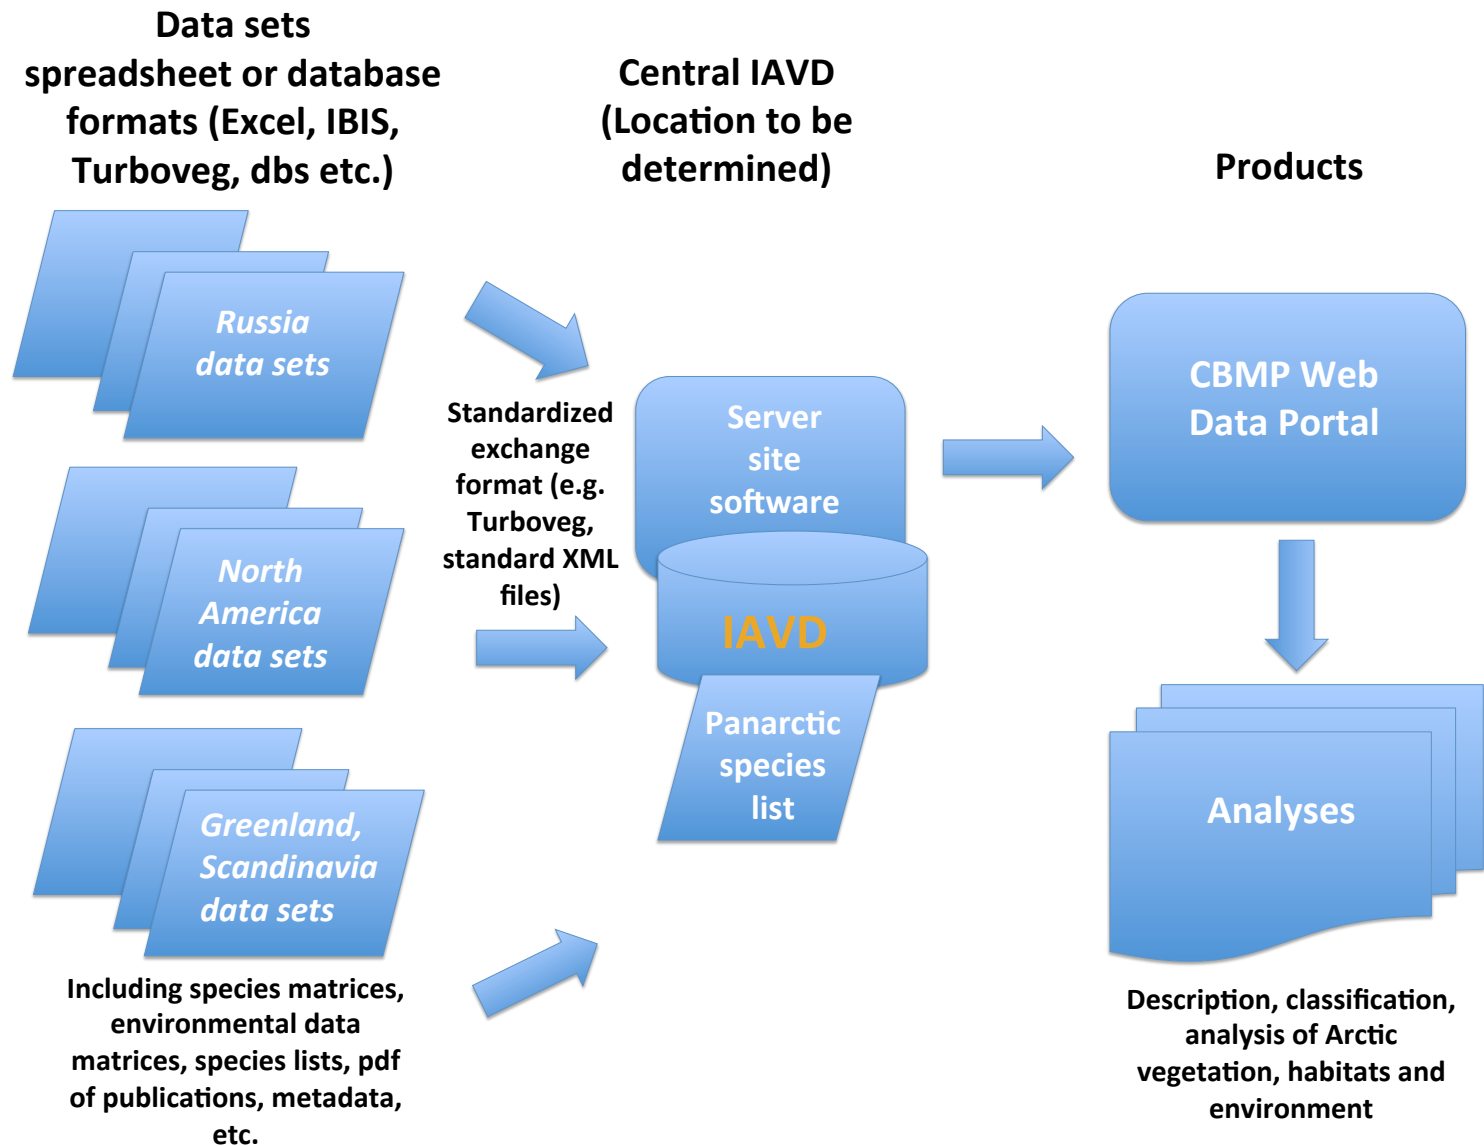 Data sets
spreadsheet or database
formats (Excel, IBIS,
Turboveg, dbs etc.)
Russia
data sets
North
America
data sets
Greenland,
Scandinavia
data sets
Including species matrices,
environmental data
matrices, species lists, pdf
of publications, metadata,
etc.
Standardized
exchange
format (e.g.
Turboveg,
standard XML
files)
Central IAVD
(Location to be
determined)
Server
site
software
IAVD
Panarctic
species
list
Products
CBMP Web
Data Portal
Analyses
Description, classification,
analysis of Arctic
vegetation, habitats and
environment